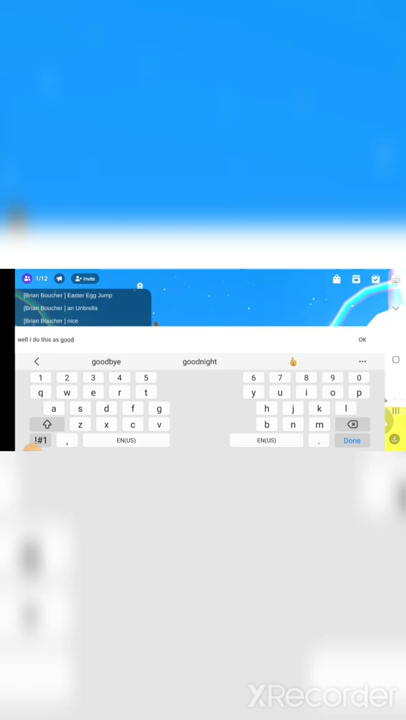 1/12
Invite
[Brian Boucher ] Easter Egg Jump
[Brian Boucher ] an Unbrella
[Brian Boucher ] nice
well I do this as good
OK
goodbye goodnight
1 2 3 4 5 6 7 8 9 0
q w e r t y u i o p
a s d f g h j k l
z x c v b n m
!#1 , EN(US) EN(US) . Done
XRecorder